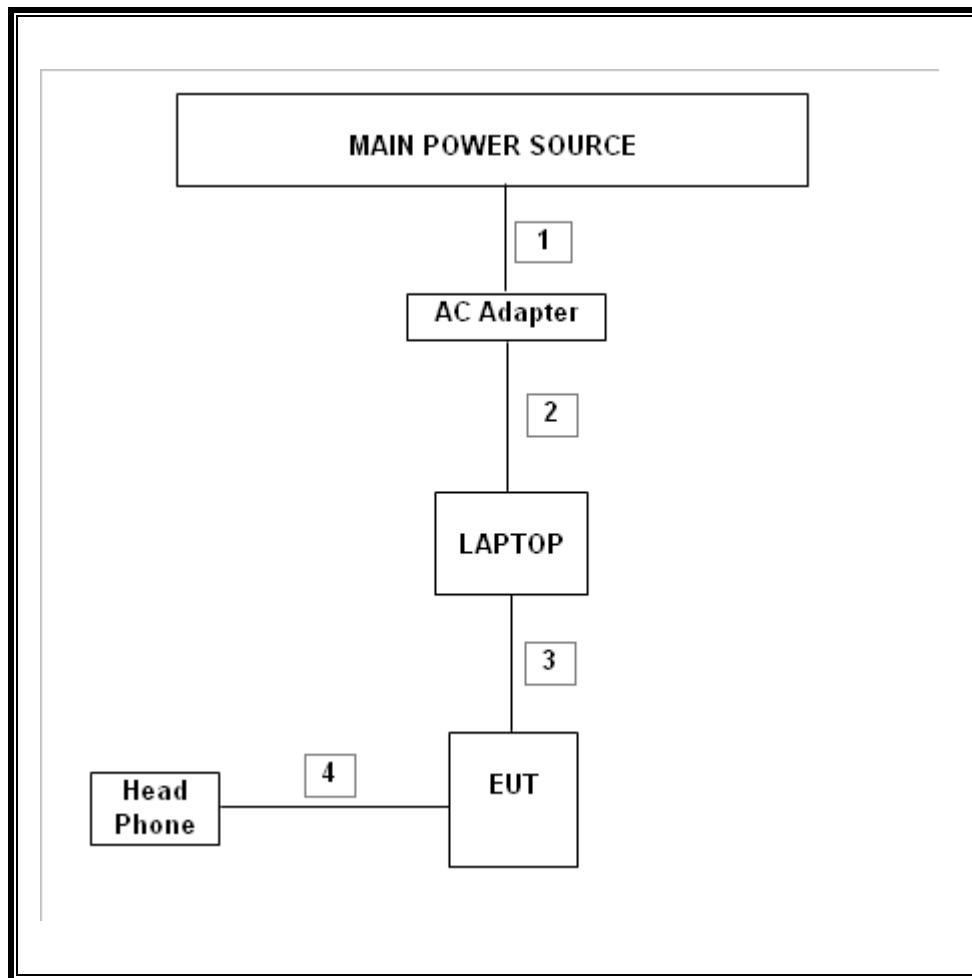 MAIN POWER SOURCE
1
AC Adapter
2
LAPTOP
3
EUT
4
Head
Phone